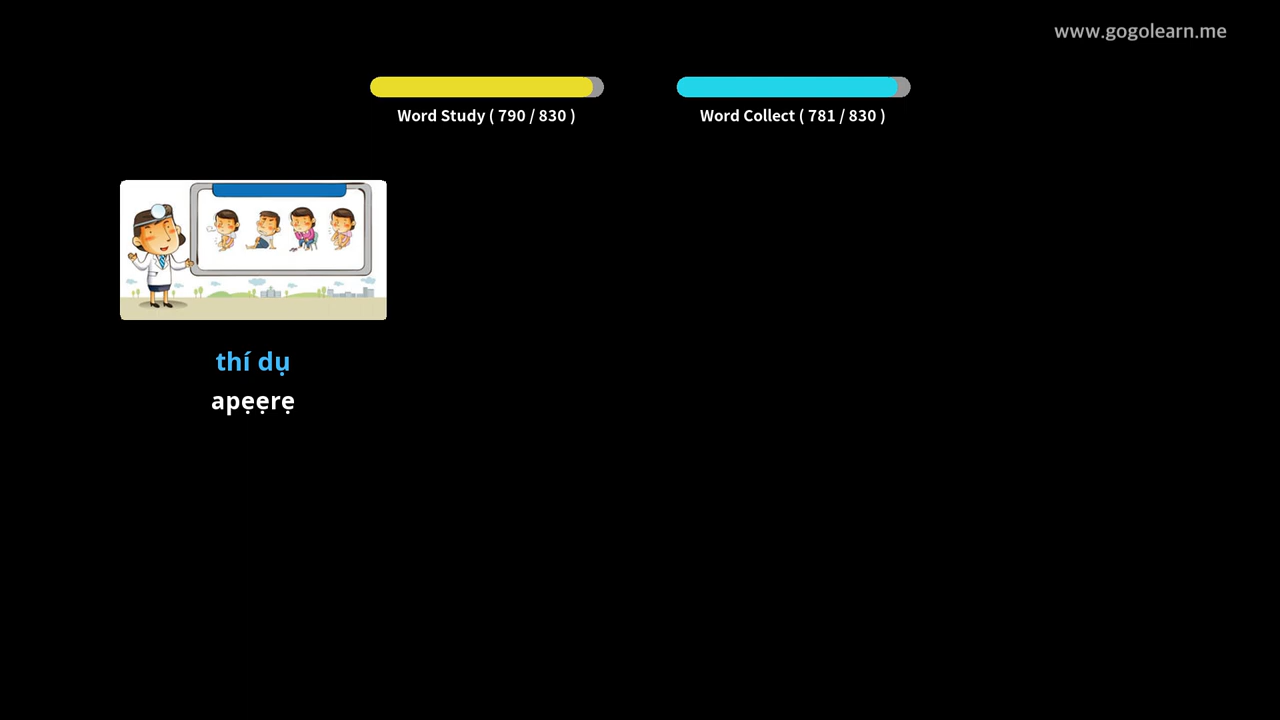 www.gogolearn.me
Word Study ( 790 / 830 )
Word Collect ( 781 / 830 )
thí dụ
apẹẹrẹ